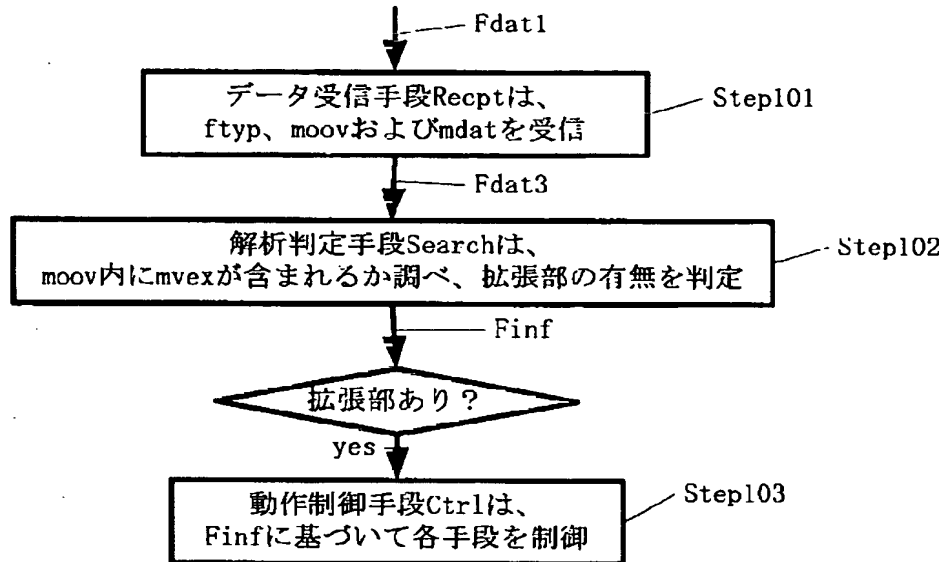 Fdat1
データ受信手段Recptは、
ftyp、moovおよびmdatを受信
Step101
Fdat3
解析判定手段Searchは、
moov内にmvexが含まれるか調べ、拡張部の有無を判定
Step102
Finf
拡張部あり？
yes
動作制御手段Ctrlは、
Finfに基づいて各手段を制御
Step103